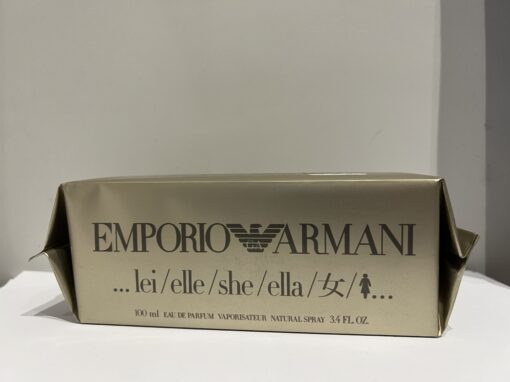 EMPORIO ARMANI
...lei/elle/she/ella/女/...
100 ml EAU DE PARFUM VAPORISATEUR NATURAL SPRAY 3.4 FL. OZ.